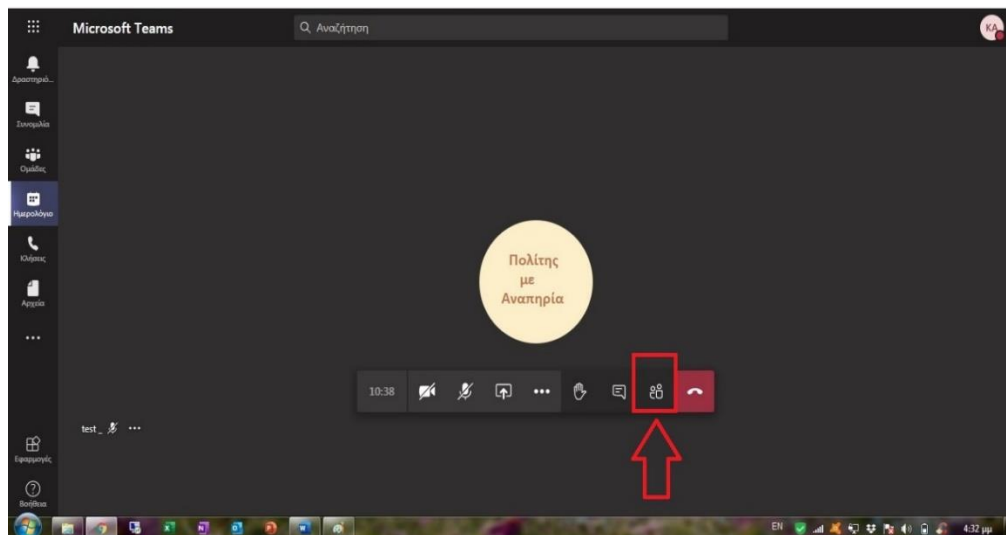 Microsoft Teams
Αναζήτηση
KA
Δραστηριό...
Συνομιλία
Ομάδες
Ημερολόγιο
Κλήσεις
Αρχεία
Πολίτης
με
Αναπηρία
10:38
test_
Εφαρμογές
Βοήθεια
EN
4:32 μμ